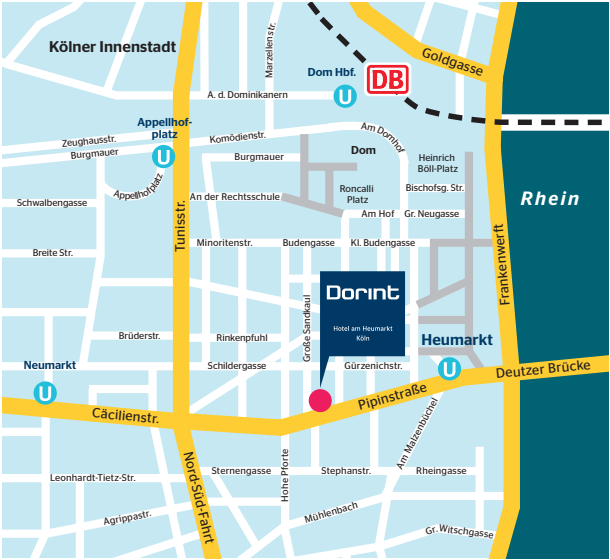 Kölner Innenstadt
Marzellenstr.
Goldgasse
Dom Hbf.
DB
U
A. d. Dominikanern
Appellhof-
platz
U
Zeughausstr.
Burgmauer
Komödienstr.
Am Domhof
Dom
Burgmauer
Heinrich
Böll-Platz
Appellhofplatz
Roncalli
Platz
Bischofsg. Str.
An der Rechtsschule
Schwalbengasse
Rhein
Am Hof
Gr. Neugasse
Tunisstr.
Minoritenstr.
Budengasse
Kl. Budengasse
Breite Str.
Frankenwerft
Dorint
Hotel am Heumarkt
Köln
Große Sandkaul
Brüderstr.
Rinkenpfuhl
Heumarkt
Neumarkt
Schildergasse
Gürzenichstr.
U
Deutzer Brücke
U
Pipinstraße
Cäcilienstr.
Am Malzenbüchel
Nord-Süd-Fahrt
Hohe Pforte
Leonhardt-Tietz-Str.
Sternengasse
Stephanstr.
Rheingasse
Agrippastr.
Mühlenbach
Gr. Witschgasse